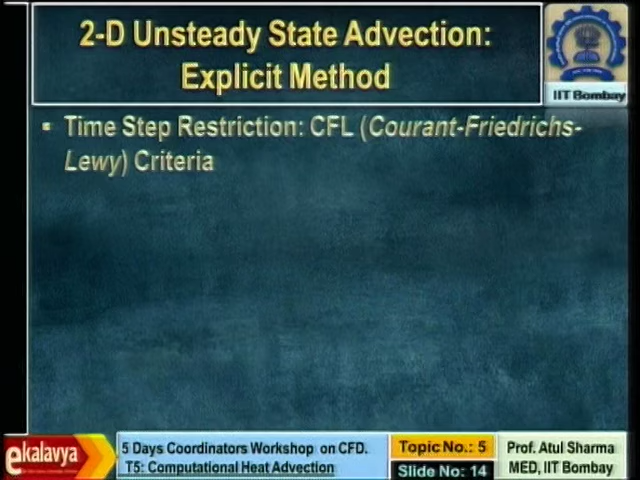 2-D Unsteady State Advection:
Explicit Method
IIT Bombay
▪ Time Step Restriction: CFL (Courant-Friedrichs-
Lewy) Criteria
ekalavya
5 Days Coordinators Workshop on CFD.
T5: Computational Heat Advection
Topic No.: 5
Slide No: 14
Prof. Atul Sharma
MED, IIT Bombay